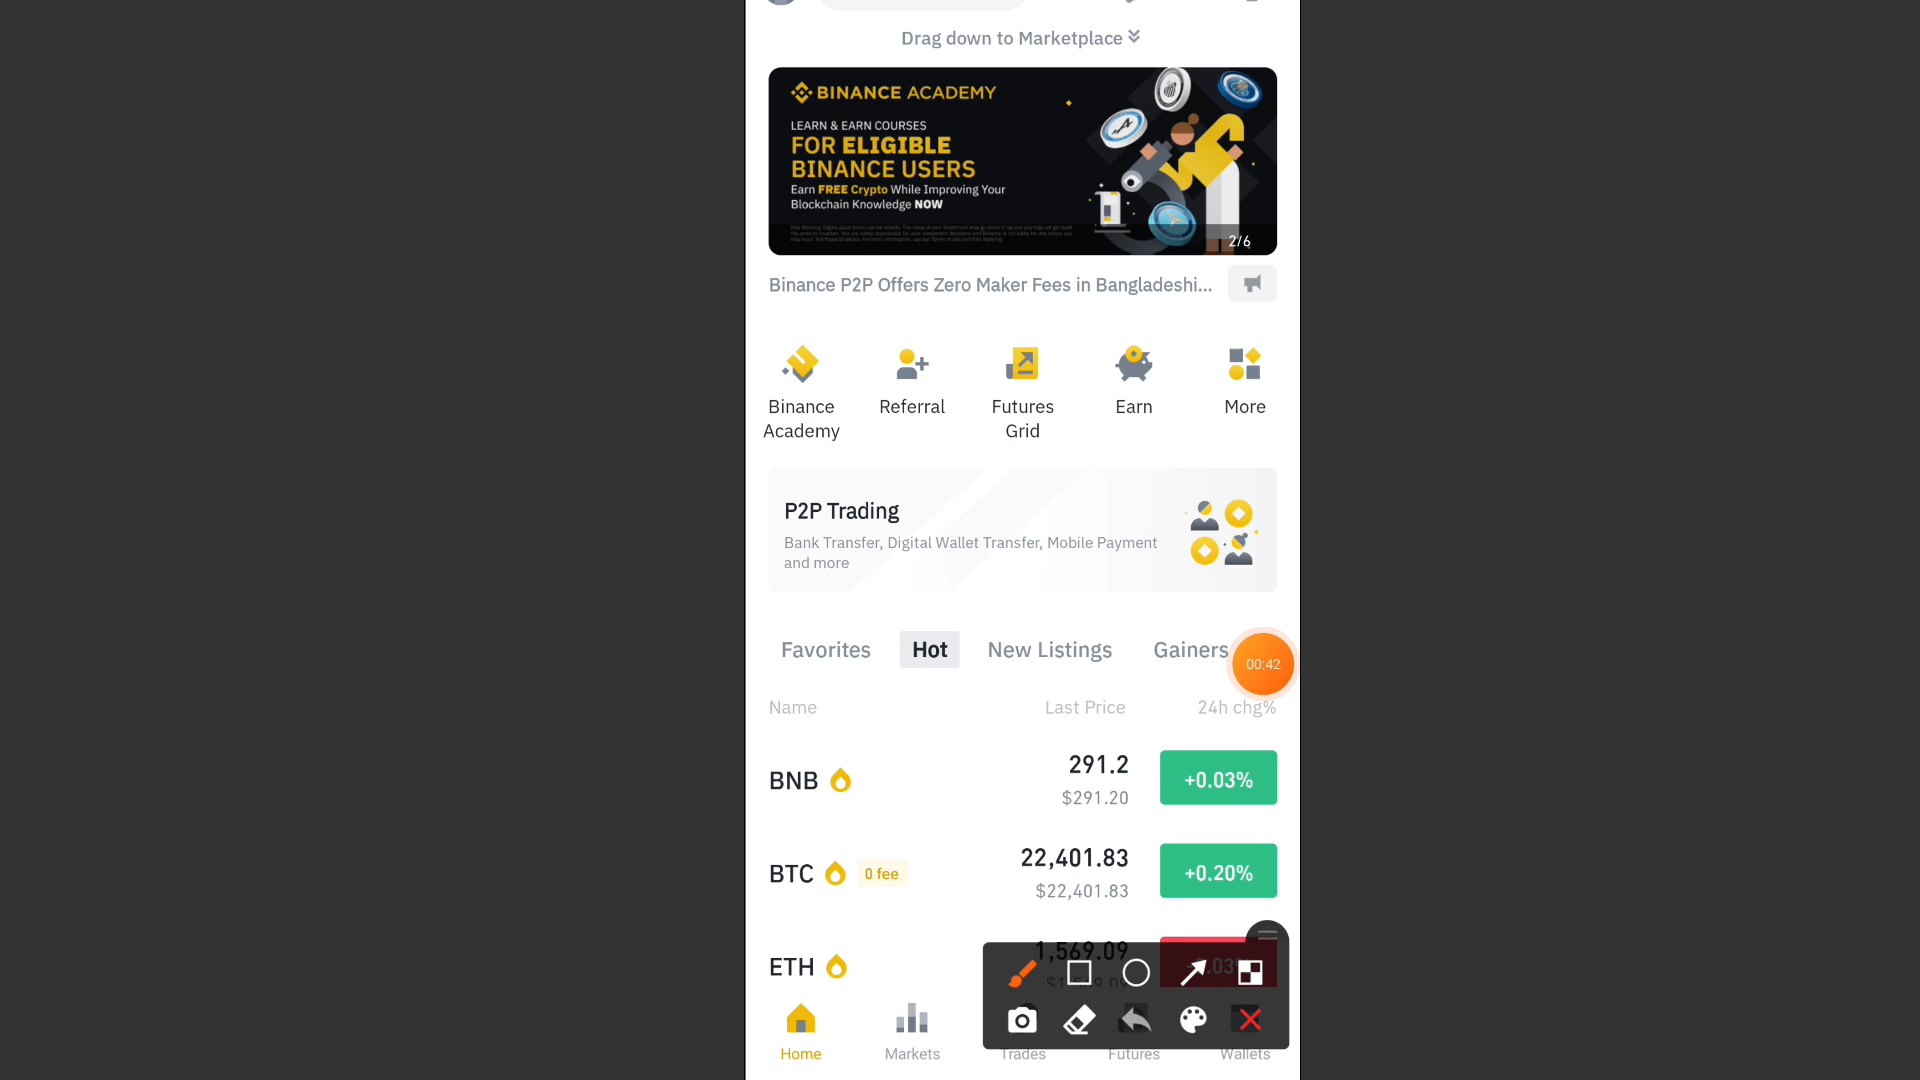 Drag down to Marketplace
BINANCE ACADEMY
LEARN & EARN COURSES
FOR ELIGIBLE
BINANCE USERS
Earn FREE Crypto While Improving Your
Blockchain Knowledge NOW
2/6
Binance P2P Offers Zero Maker Fees in Bangladeshi...
Binance
Academy
Referral
Futures
Grid
Earn
More
P2P Trading
Bank Transfer, Digital Wallet Transfer, Mobile Payment
and more
Favorites
Hot
New Listings
Gainers
00:42
Name
Last Price
24h chg%
BNB
291.2
$291.20
+0.03%
BTC
0 fee
22,401.83
$22,401.83
+0.20%
ETH
1,569.09
Home
Markets
Trades
Futures
Wallets